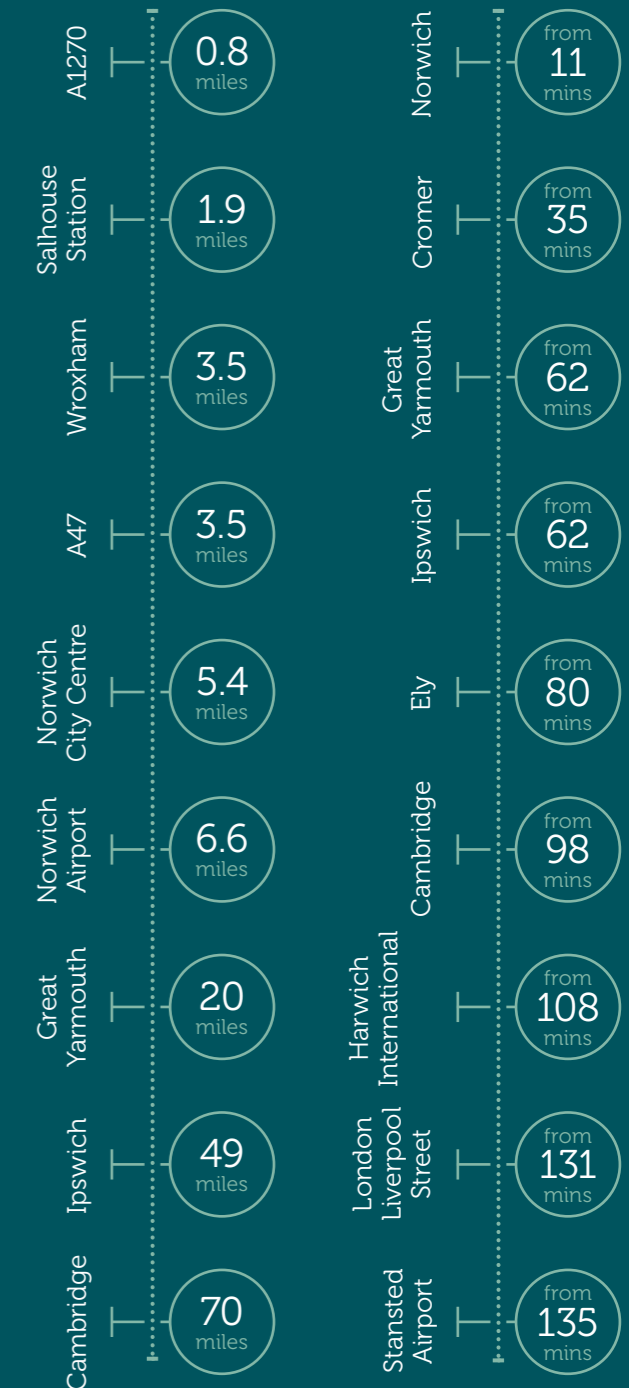 A1270
0.8
miles
Salhouse
Station
1.9
miles
Wroxham
3.5
miles
A47
3.5
miles
Norwich
City Centre
5.4
miles
Norwich
Airport
6.6
miles
Great
Yarmouth
20
miles
Ipswich
49
miles
Cambridge
70
miles
Norwich
from
11
mins
Cromer
from
35
mins
Great
Yarmouth
from
62
mins
Ipswich
from
62
mins
Ely
from
80
mins
Cambridge
from
98
mins
Harwich
International
from
108
mins
London
Liverpool
Street
from
131
mins
Stansted
Airport
from
135
mins